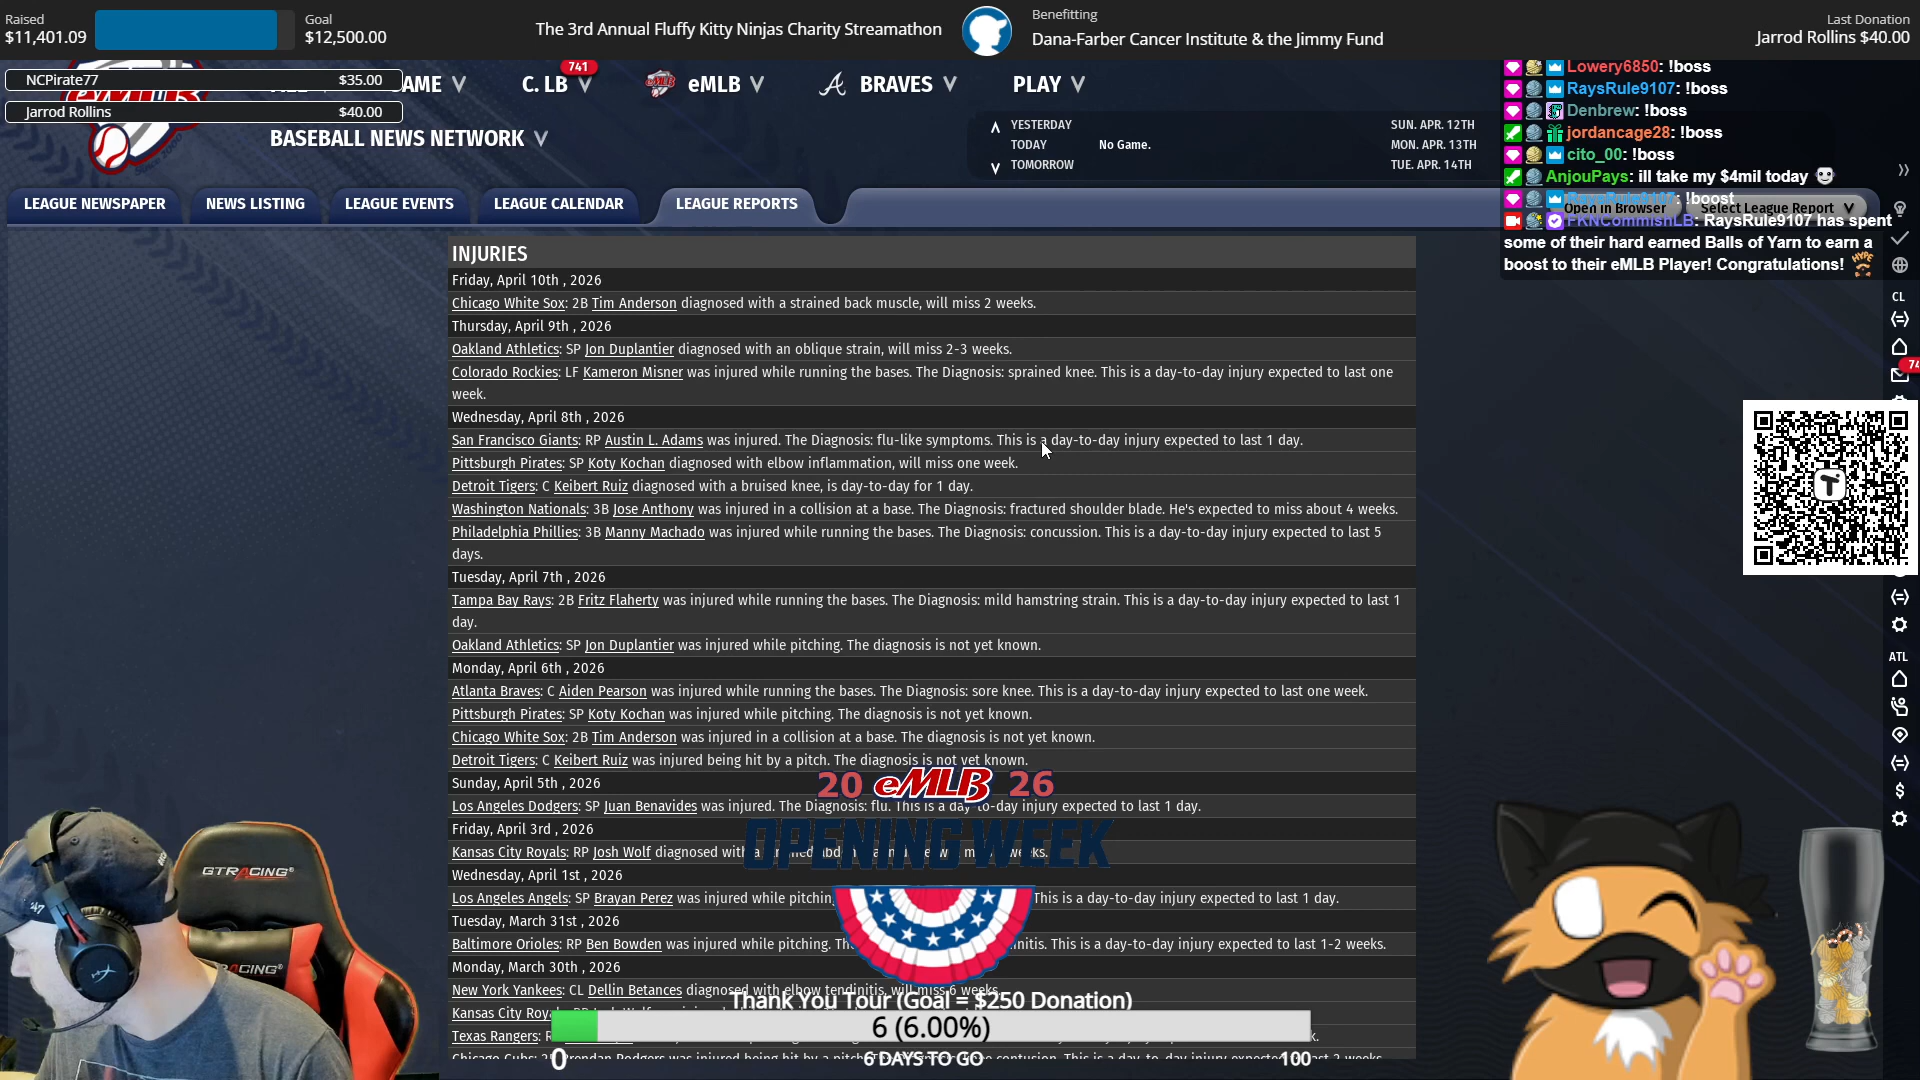 Raised
$11,401.09
Goal
$12,500.00
The 3rd Annual Fluffy Kitty Ninjas Charity Streamathon
Benefitting
Dana-Farber Cancer Institute & the Jimmy Fund
Last Donation
Jarrod Rollins $40.00
NCPirate77 $35.00
Jarrod Rollins $40.00
eMLB
AME
C. LB
741
eMLB
BRAVES
PLAY
BASEBALL NEWS NETWORK
YESTERDAY SUN. APR. 12TH
TODAY No Game. MON. APR. 13TH
TOMORROW TUE. APR. 14TH
LEAGUE NEWSPAPER
NEWS LISTING
LEAGUE EVENTS
LEAGUE CALENDAR
LEAGUE REPORTS
Open in Browser
Select League Report
Lowery6850: !boss
RaysRule9107: !boss
Denbrew: !boss
jordancage28: !boss
cito_00: !boss
AnjouPays: ill take my $4mil today
RaysRule9107: !boost
FKNCommishLB: RaysRule9107 has spent
some of their hard earned Balls of Yarn to earn a
boost to their eMLB Player! Congratulations!
HYPE
INJURIES
Friday, April 10th , 2026
Chicago White Sox: 2B Tim Anderson diagnosed with a strained back muscle, will miss 2 weeks.
Thursday, April 9th , 2026
Oakland Athletics: SP Jon Duplantier diagnosed with an oblique strain, will miss 2-3 weeks.
Colorado Rockies: LF Kameron Misner was injured while running the bases. The Diagnosis: sprained knee. This is a day-to-day injury expected to last one
week.
Wednesday, April 8th , 2026
San Francisco Giants: RP Austin L. Adams was injured. The Diagnosis: flu-like symptoms. This is a day-to-day injury expected to last 1 day.
Pittsburgh Pirates: SP Koty Kochan diagnosed with elbow inflammation, will miss one week.
Detroit Tigers: C Keibert Ruiz diagnosed with a bruised knee, is day-to-day for 1 day.
Washington Nationals: 3B Jose Anthony was injured in a collision at a base. The Diagnosis: fractured shoulder blade. He's expected to miss about 4 weeks.
Philadelphia Phillies: 3B Manny Machado was injured while running the bases. The Diagnosis: concussion. This is a day-to-day injury expected to last 5
days.
Tuesday, April 7th , 2026
Tampa Bay Rays: 2B Fritz Flaherty was injured while running the bases. The Diagnosis: mild hamstring strain. This is a day-to-day injury expected to last 1
day.
Oakland Athletics: SP Jon Duplantier was injured while pitching. The diagnosis is not yet known.
Monday, April 6th , 2026
Atlanta Braves: C Aiden Pearson was injured while running the bases. The Diagnosis: sore knee. This is a day-to-day injury expected to last one week.
Pittsburgh Pirates: SP Koty Kochan was injured while pitching. The diagnosis is not yet known.
Chicago White Sox: 2B Tim Anderson was injured in a collision at a base. The diagnosis is not yet known.
Detroit Tigers: C Keibert Ruiz was injured being hit by a pitch. The diagnosis is not yet known.
Sunday, April 5th , 2026
Los Angeles Dodgers: SP Juan Benavides was injured. The Diagnosis: flu. This is a day-to-day injury expected to last 1 day.
Friday, April 3rd , 2026
Kansas City Royals: RP Josh Wolf diagnosed with
Wednesday, April 1st , 2026
Los Angeles Angels: SP Brayan Perez was injured while pitching This is a day-to-day injury expected to last 1 day.
Tuesday, March 31st , 2026
Baltimore Orioles: RP Ben Bowden was injured while pitching. initis. This is a day-to-day injury expected to last 1-2 weeks.
Monday, March 30th , 2026
New York Yankees: CL Dellin Betances diagnosed with elbow tendinitis, will miss 6 weeks.
Kansas City
Texas Rangers:
20 eMLB 26
OPENING WEEK
Thank You Tour (Goal = $250 Donation)
6 (6.00%)
0
6 DAYS TO GO
100
CL
74
ATL
GTRACING
RACING
'47
T